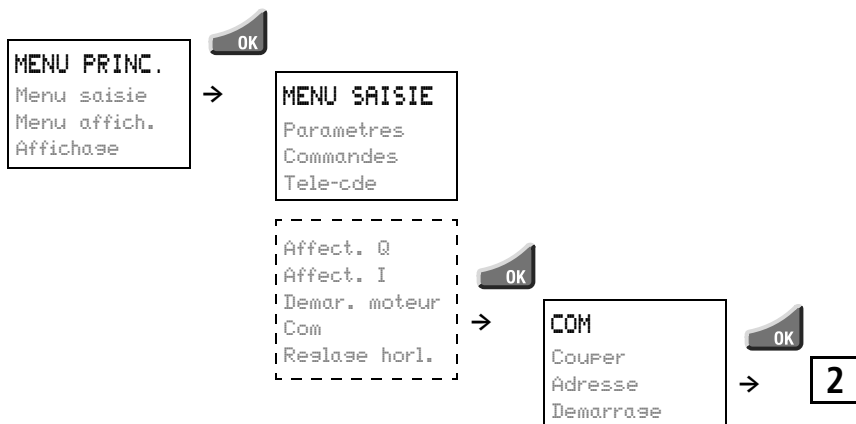 OK
MENU PRINC.
Menu saisie
Menu affich.
Affichage
→
MENU SAISIE
Parametres
Commandes
Tele-cde
Affect. Q
Affect. I
Demar. moteur
Com
Reglage horl.
OK
→
COM
Couper
Adresse
Demarrage
OK
→
2